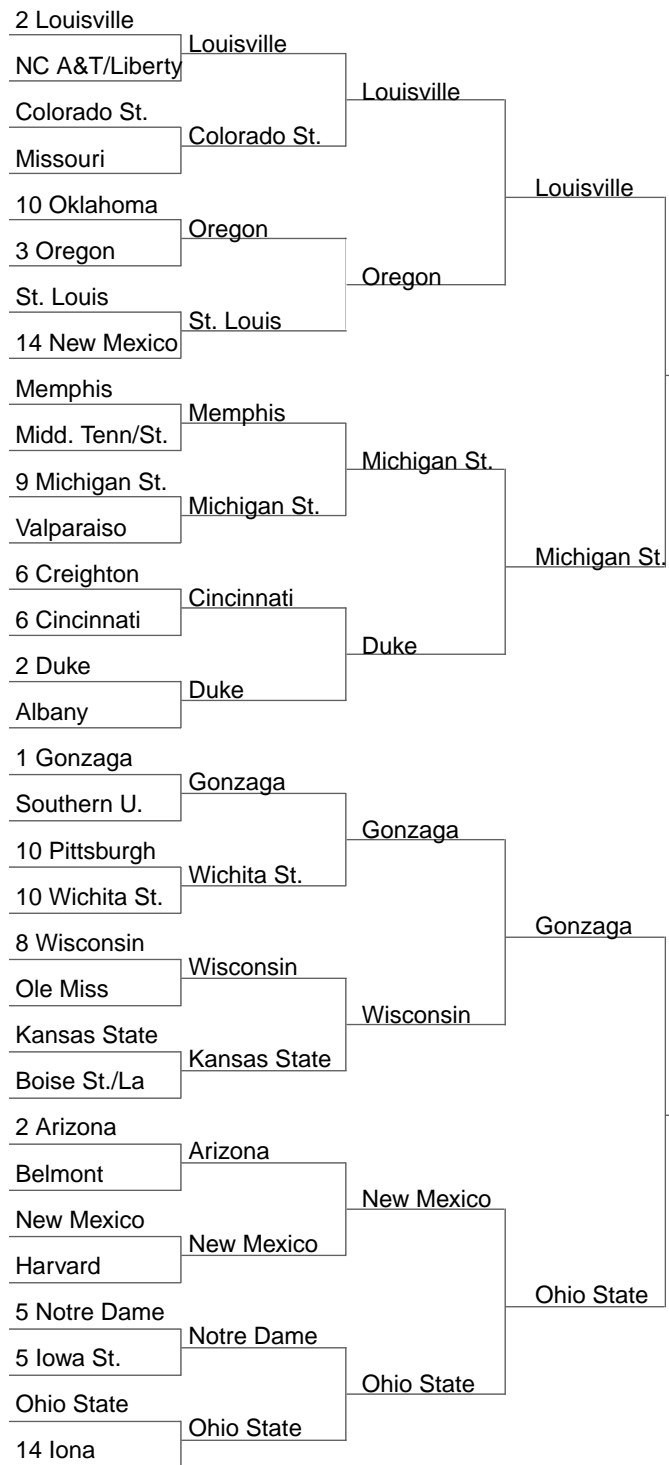 2 Louisville
NC A&T/Liberty
Colorado St.
Missouri
10 Oklahoma
3 Oregon
St. Louis
14 New Mexico
Memphis
Midd. Tenn/St.
9 Michigan St.
Valparaiso
6 Creighton
6 Cincinnati
2 Duke
Albany
1 Gonzaga
Southern U.
10 Pittsburgh
10 Wichita St.
8 Wisconsin
Ole Miss
Kansas State
Boise St./La
2 Arizona
Belmont
New Mexico
Harvard
5 Notre Dame
5 Iowa St.
Ohio State
14 Iona
Louisville
Colorado St.
Oregon
St. Louis
Memphis
Michigan St.
Cincinnati
Duke
Gonzaga
Wichita St.
Wisconsin
Kansas State
Arizona
New Mexico
Notre Dame
Ohio State
Louisville
Oregon
Michigan St.
Duke
Gonzaga
Wisconsin
New Mexico
Ohio State
Louisville
Michigan St.
Gonzaga
Ohio State